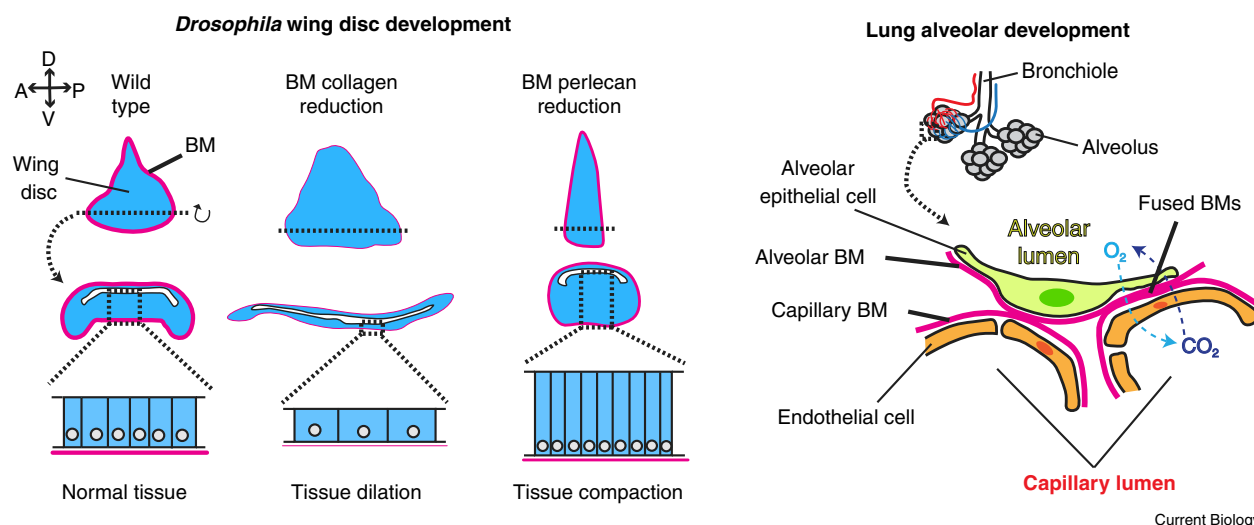 Drosophila wing disc development
D
A P
V
Wild
type
BM
Wing
disc
BM collagen
reduction
BM perlecan
reduction
Normal tissue
Tissue dilation
Tissue compaction
Lung alveolar development
Bronchiole
Alveolus
Alveolar
epithelial cell
Fused BMs
Alveolar
lumen
O2
Alveolar BM
Capillary BM
CO2
Endothelial cell
Capillary lumen
Current Biology